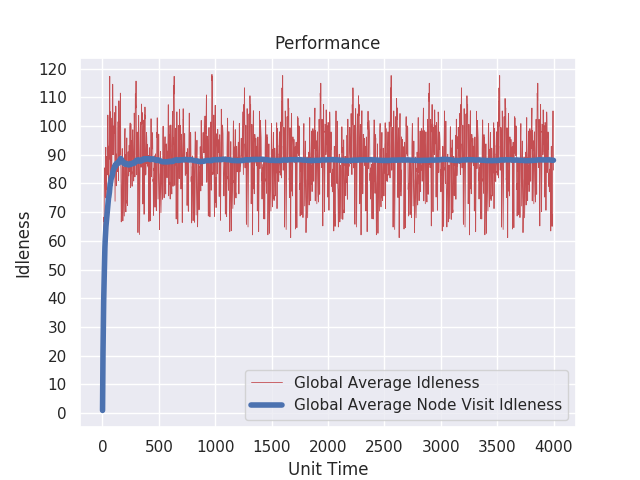 Performance
120
110
100
90
80
70
60
50
40
30
20
10
0
Idleness
Global Average Idleness
Global Average Node Visit Idleness
0 500 1000 1500 2000 2500 3000 3500 4000
Unit Time